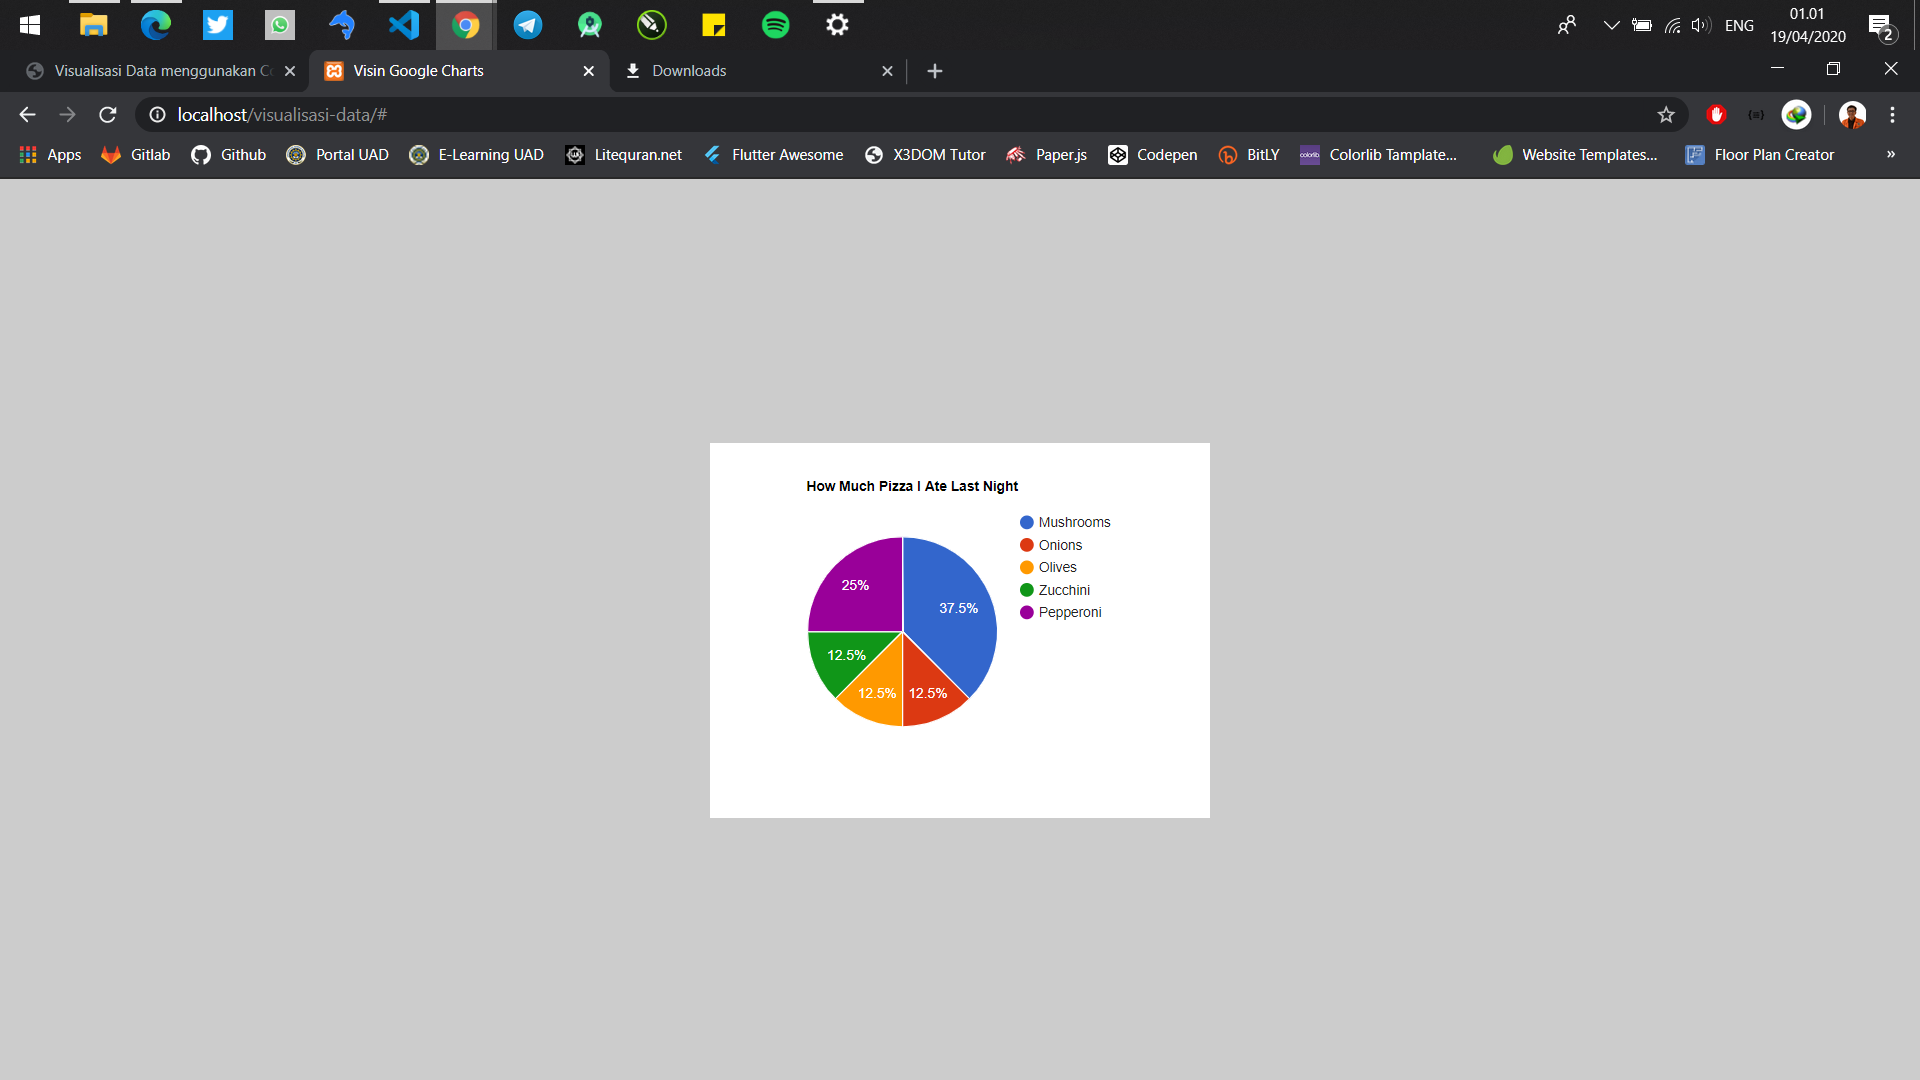 ENG
01.01
19/04/2020
2
Visualisasi Data menggunakan Co
Visin Google Charts
Downloads
localhost/visualisasi-data/#
Apps
Gitlab
Github
Portal UAD
E-Learning UAD
Litequran.net
Flutter Awesome
X3DOM Tutor
Paper.js
Codepen
BitLY
colorlib
Colorlib Tamplate...
Website Templates...
Floor Plan Creator
»
How Much Pizza I Ate Last Night
Mushrooms
Onions
Olives
Zucchini
Pepperoni
25%
37.5%
12.5%
12.5%
12.5%